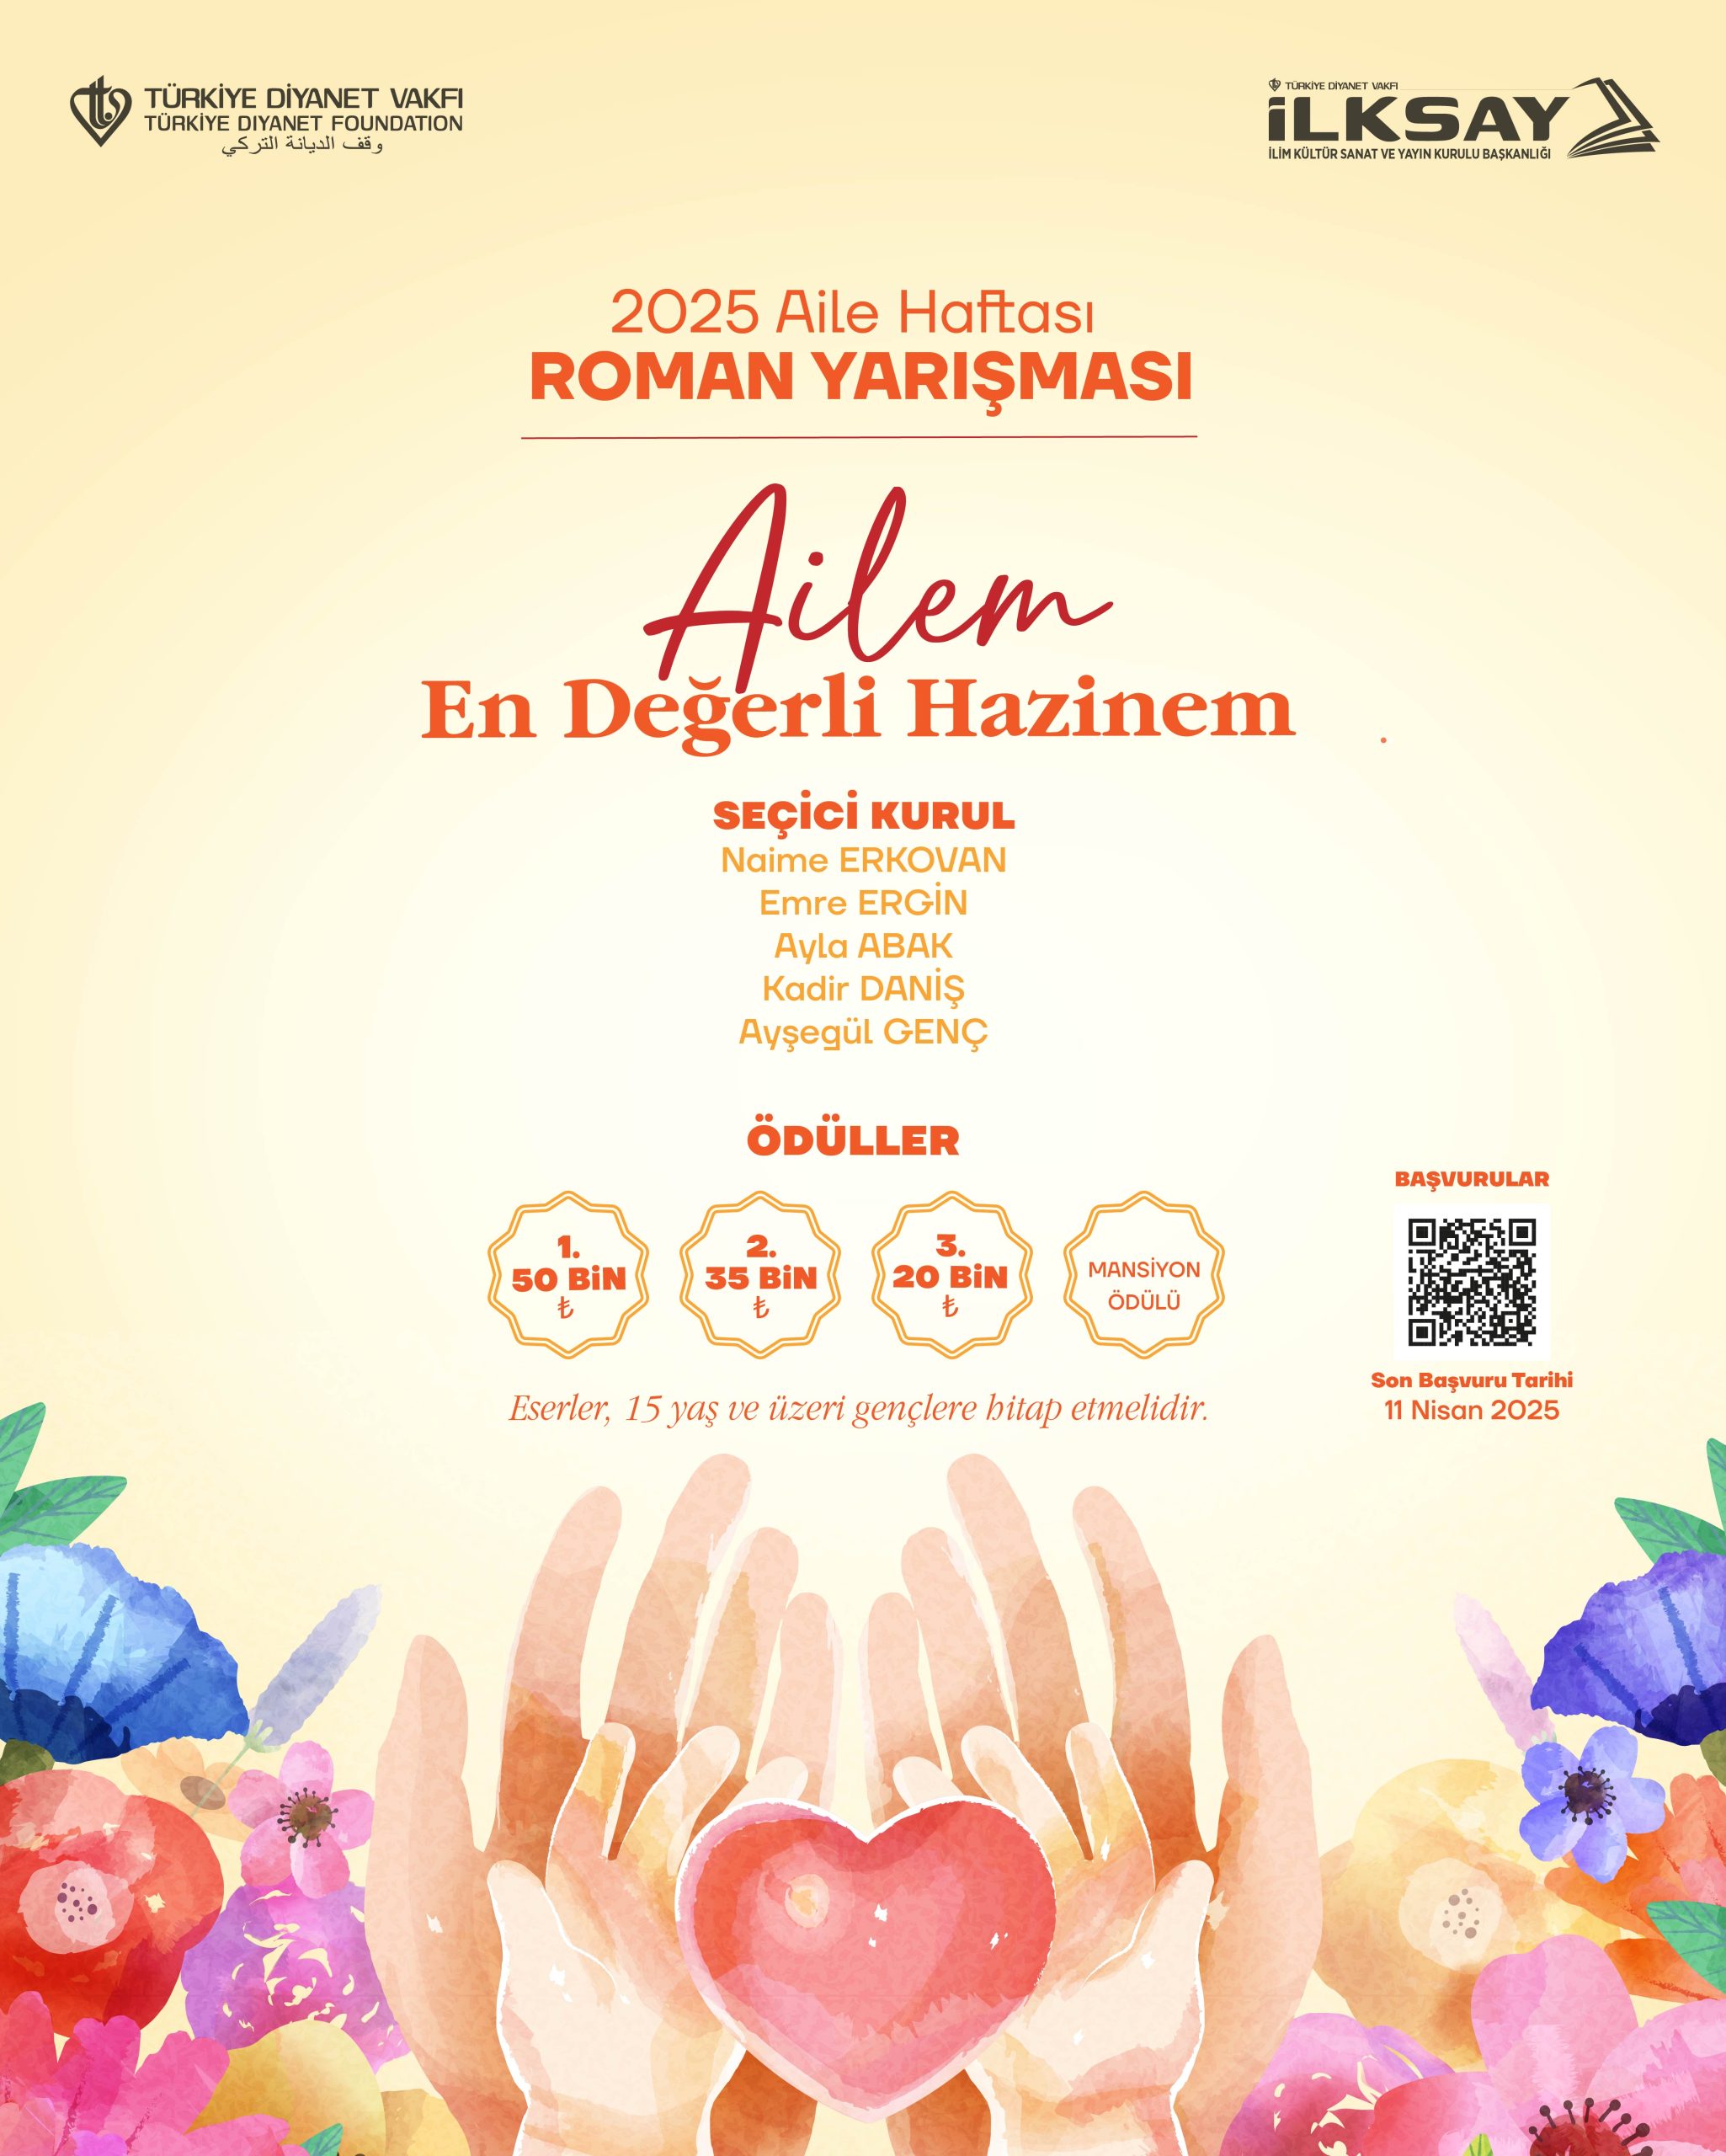 TÜRKİYE DİYANET VAKFI
TÜRKİYE DIYANET FOUNDATION
وقف الديانة التركي
TÜRKİYE DİYANET VAKFI
İLKSAY
İLİM KÜLTÜR SANAT VE YAYIN KURULU BAŞKANLIĞI
2025 Aile Haftası
ROMAN YARIŞMASI
Ailem
En Değerli Hazinem
SEÇİCİ KURUL
Naime ERKOVAN
Emre ERGİN
Ayla ABAK
Kadir DANİŞ
Ayşegül GENÇ
ÖDÜLLER
1.
50 BİN
₺
2.
35 BİN
₺
3.
20 BİN
₺
MANSİYON
ÖDÜLÜ
Eserler, 15 yaş ve üzeri gençlere hitap etmelidir.
BAŞVURULAR
Son Başvuru Tarihi
11 Nisan 2025